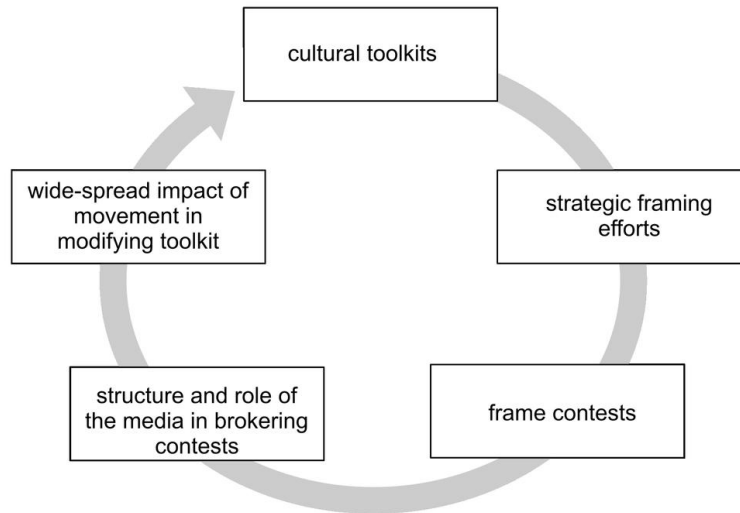 cultural toolkits
strategic framing
efforts
frame contests
structure and role of
the media in brokering
contests
wide-spread impact of
movement in
modifying toolkit